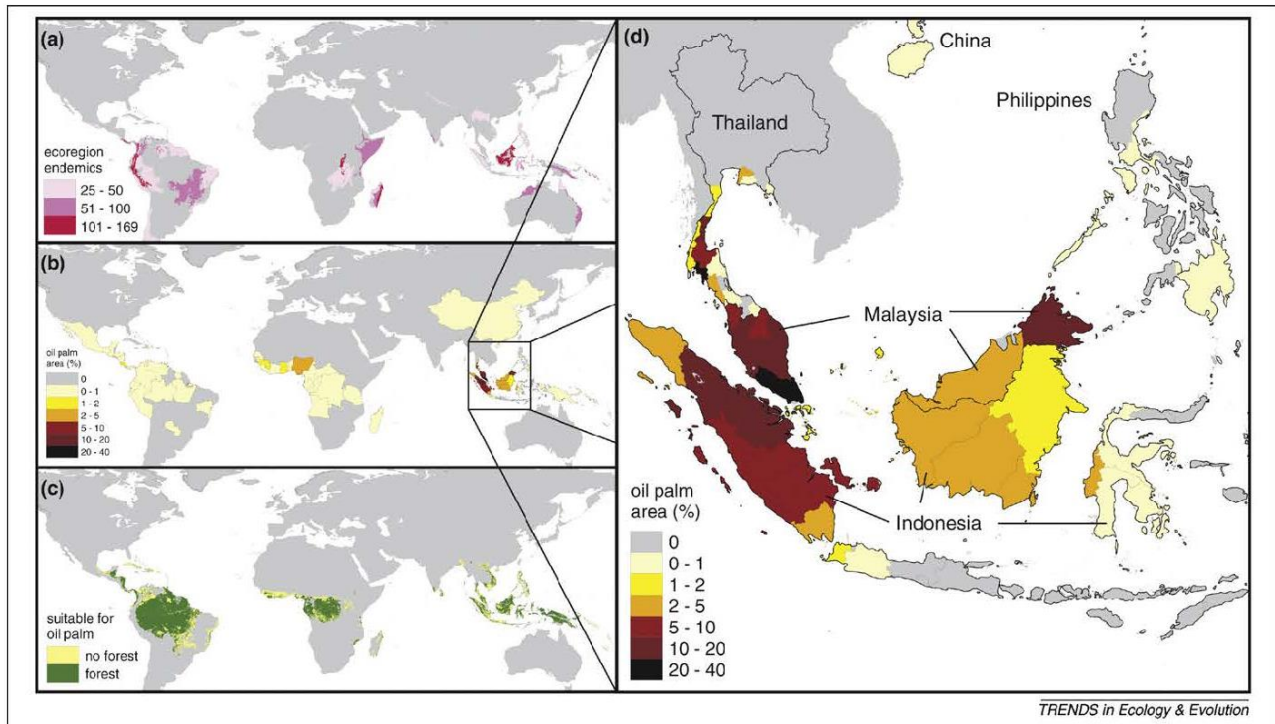 (a)
ecoregion
endemics
25 - 50
51 - 100
101 - 169
(b)
oil palm
area (%)
0
0 - 1
1 - 2
2 - 5
5 - 10
10 - 20
20 - 40
(c)
suitable for
oil palm
no forest
forest
(d)
China
Philippines
Thailand
Malaysia
Indonesia
oil palm
area (%)
0
0 - 1
1 - 2
2 - 5
5 - 10
10 - 20
20 - 40
TRENDS in Ecology & Evolution